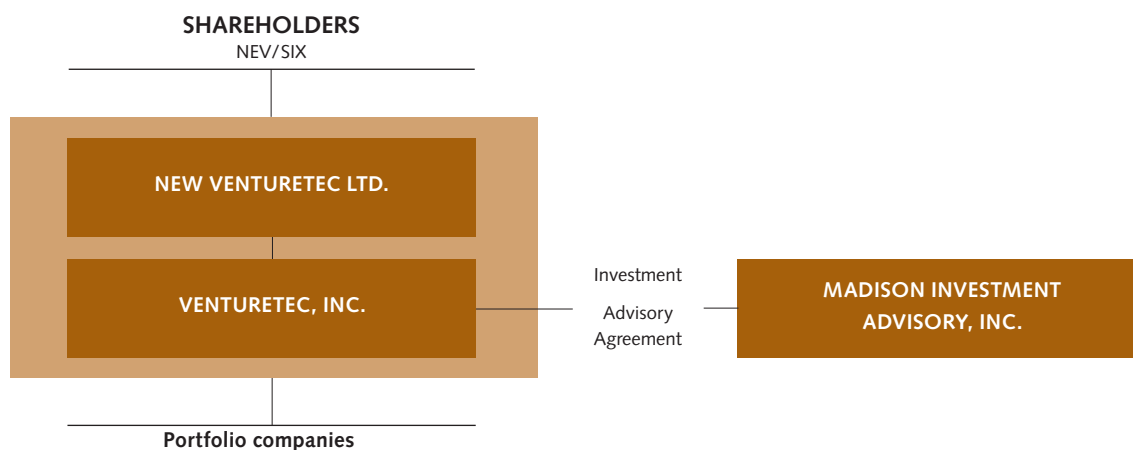 SHAREHOLDERS
NEV/SIX
NEW VENTURETEC LTD.
VENTURETEC, INC.
Investment
Advisory
Agreement
MADISON INVESTMENT
ADVISORY, INC.
Portfolio companies